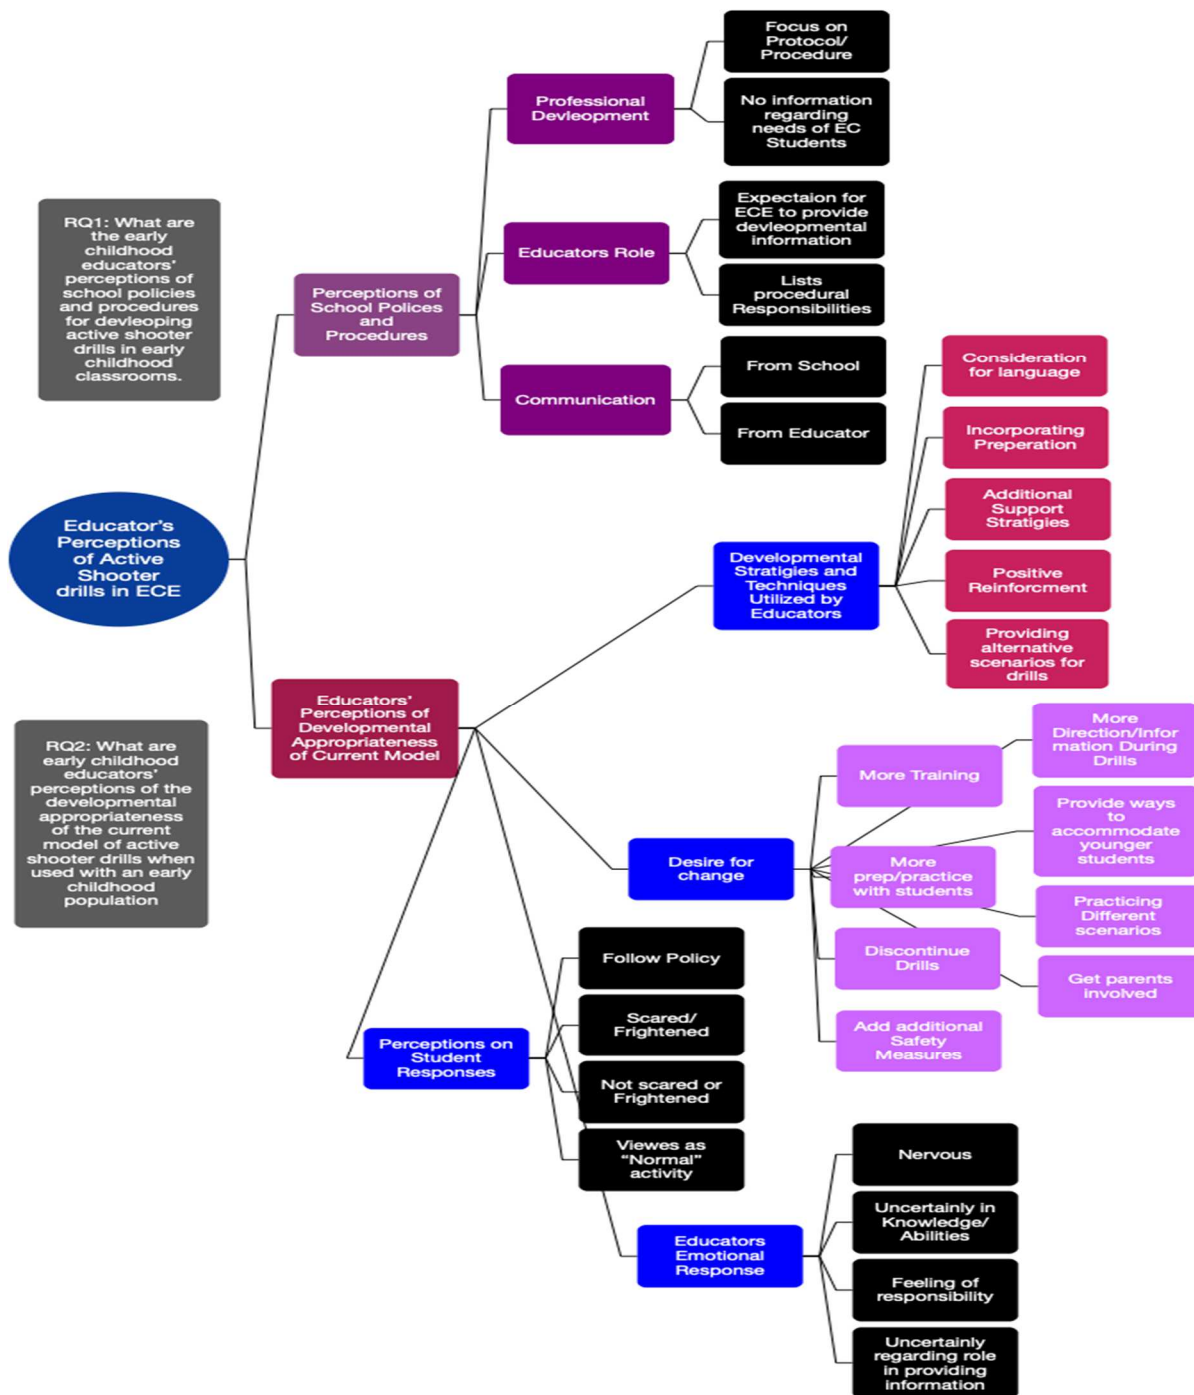 Focus on
Protocol/
Procedure
Professional
Devleopment
No information
regarding
needs of EC
Students
RQ1: What are
the early
childhood
educators'
perceptions of
school policies
and procedures
for devleoping
active shooter
drills in early
childhood
classrooms.
Expectaion for
ECE to provide
devleopmental
information
Educators Role
Lists
procedural
Responsibilities
Perceptions of
School Polices
and
Procedures
From School
Communication
From Educator
Consideration
for language
Incorporating
Preperation
Additional
Support
Stratigies
Educator's
Perceptions
of Active
Shooter
drills in ECE
Developmental
Stratigies and
Techniques
Utilized by
Educators
Positive
Reinforcment
Providing
alternative
scenarios for
drills
Educators'
Perceptions of
Developmental
Appropriateness
of Current Model
RQ2: What are
early childhood
educators'
perceptions of the
developmental
appropriateness
of the current
model of active
shooter drills when
used with an early
childhood
population
More
Direction/Infor
mation During
Drills
More Training
Provide ways to
accommodate
younger
students
Desire for
change
More
prep/practice
with students
Practicing
Different
scenarios
Discontinue
Drills
Get parents
involved
Add additional
Safety
Measures
Follow Policy
Scared/
Frightened
Perceptions on
Student
Responses
Not scared or
Frightened
Viewes as
“Normal”
activity
Nervous
Uncertainly in
Knowledge/
Abilities
Educators
Emotional
Response
Feeling of
responsibility
Uncertainly
regarding role
in providing
information